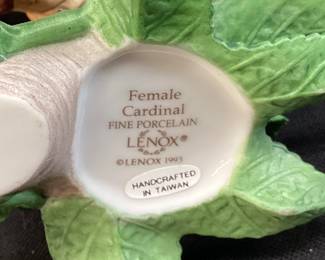 Female
Cardinal
FINE PORCELAIN
LENOX®
© LENOX 1993
HANDCRAFTED
IN TAIWAN